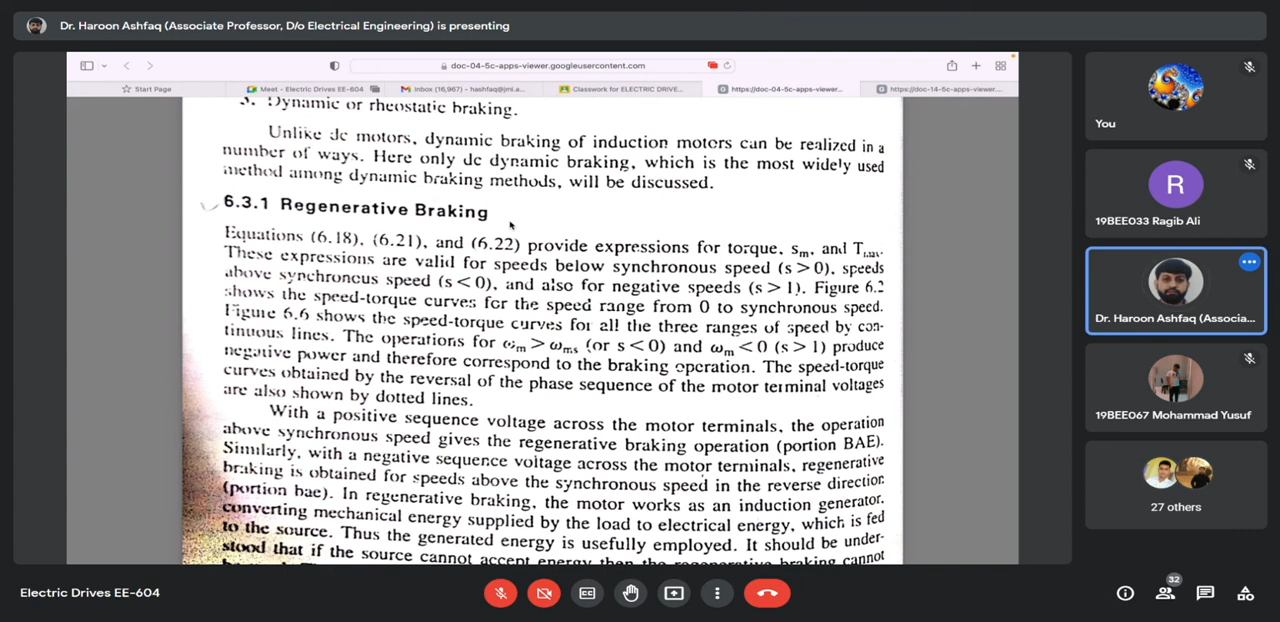 Dr. Haroon Ashfaq (Associate Professor, D/o Electrical Engineering) is presenting
doc-04-5c-apps-viewer.googleusercontent.com
Start Page
Meet - Electric Drives EE-604
Inbox (16,967) - hashfaq@jmi.a...
Classwork for ELECTRIC DRIVE...
https://doc-04-5c-apps-viewer...
https://doc-14-5c-apps-viewer...
Dynamic or rheostatic braking.
Unlike dc motors, dynamic braking of induction motors can be realized in a
number of ways. Here only dc dynamic braking, which is the most widely used
method among dynamic braking methods, will be discussed.
6.3.1 Regenerative Braking
Equations (6.18), (6.21), and (6.22) provide expressions for torque, sm, and Tmax.
These expressions are valid for speeds below synchronous speed (s > 0), speeds
above synchronous speed (s < 0), and also for negative speeds (s > 1). Figure 6.2
shows the speed-torque curves for the speed range from 0 to synchronous speed.
Figure 6.6 shows the speed-torque curves for all the three ranges of speed by con-
tinuous lines. The operations for ωm > ωms (or s < 0) and ωm < 0 (s > 1) produce
negative power and therefore correspond to the braking operation. The speed-torque
curves obtained by the reversal of the phase sequence of the motor terminal voltages
are also shown by dotted lines.
With a positive sequence voltage across the motor terminals, the operation
above synchronous speed gives the regenerative braking operation (portion BAE).
Similarly, with a negative sequence voltage across the motor terminals, regenerative
braking is obtained for speeds above the synchronous speed in the reverse direction
(portion bae). In regenerative braking, the motor works as an induction generator,
converting mechanical energy supplied by the load to electrical energy, which is fed
to the source. Thus the generated energy is usefully employed. It should be under-
stood that if the source cannot accept energy then the regenerative braking cannot
You
R
19BEE033 Ragib Ali
Dr. Haroon Ashfaq (Associa...
19BEE067 Mohammad Yusuf
27 others
Electric Drives EE-604
32